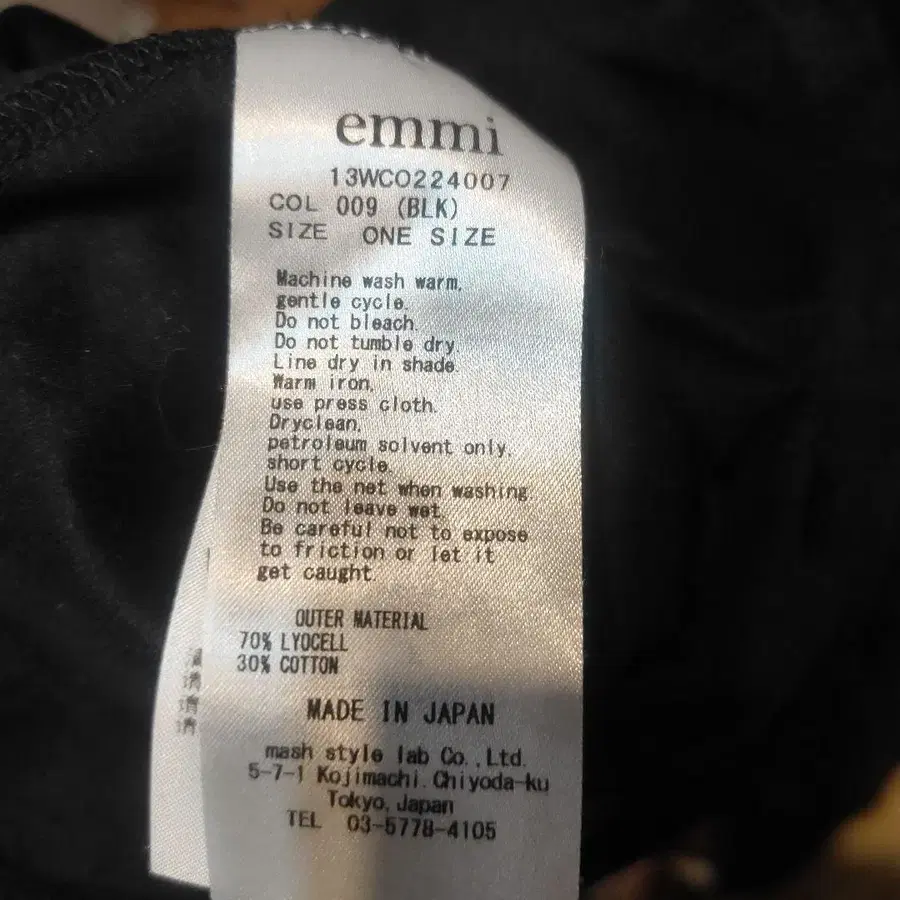 emmi
13WCO224007
COL 009 (BLK)
SIZE ONE SIZE
Machine wash warm,
gentle cycle.
Do not bleach.
Do not tumble dry.
Line dry in shade.
Warm iron,
use press cloth.
Dryclean,
petroleum solvent only,
short cycle.
Use the net when washing.
Do not leave wet.
Be careful not to expose
to friction or let it
get caught.
OUTER MATERIAL
70% LYOCELL
30% COTTON
MADE IN JAPAN
mash style lab Co.,Ltd.
5-7-1 Kojimachi.Chiyoda-ku
Tokyo,Japan
TEL 03-5778-4105